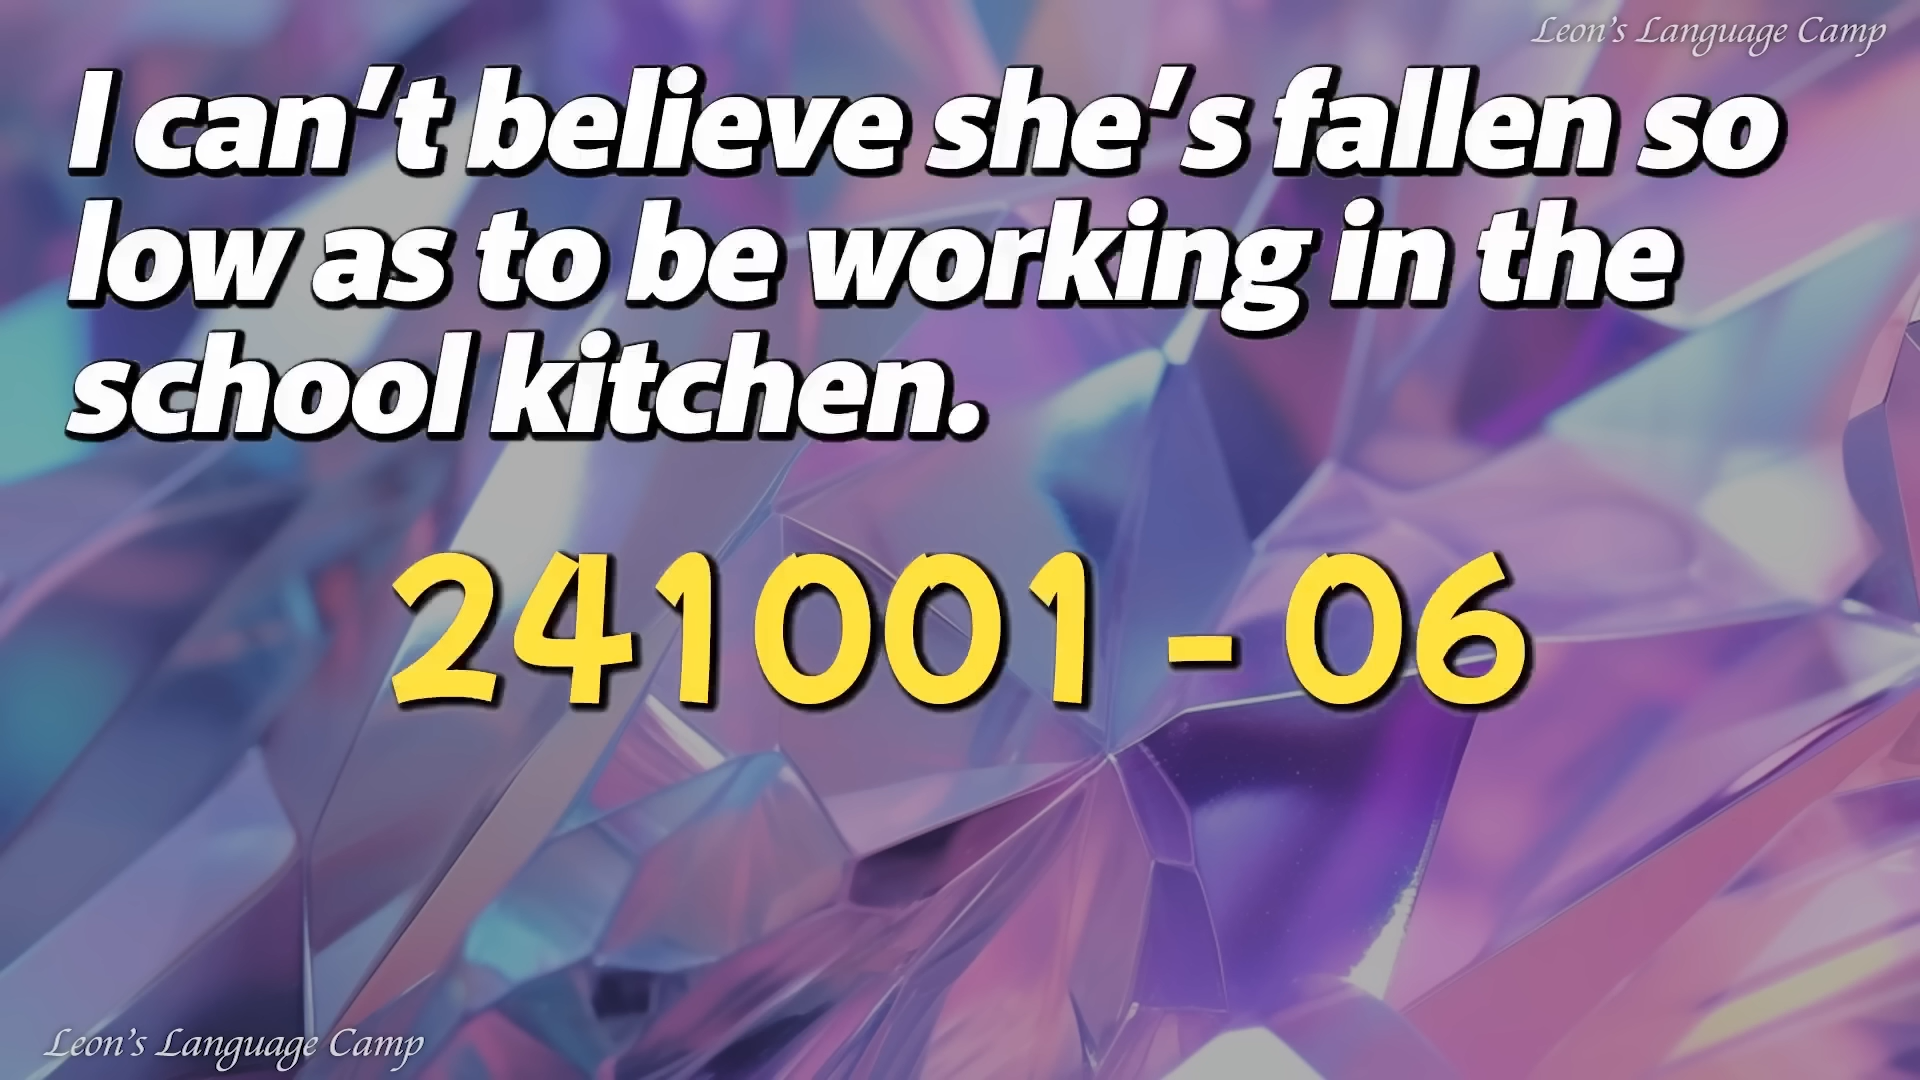 Leon's Language Camp
I can't believe she's fallen so
low as to be working in the
school kitchen.
241001 - 06
Leon's Language Camp